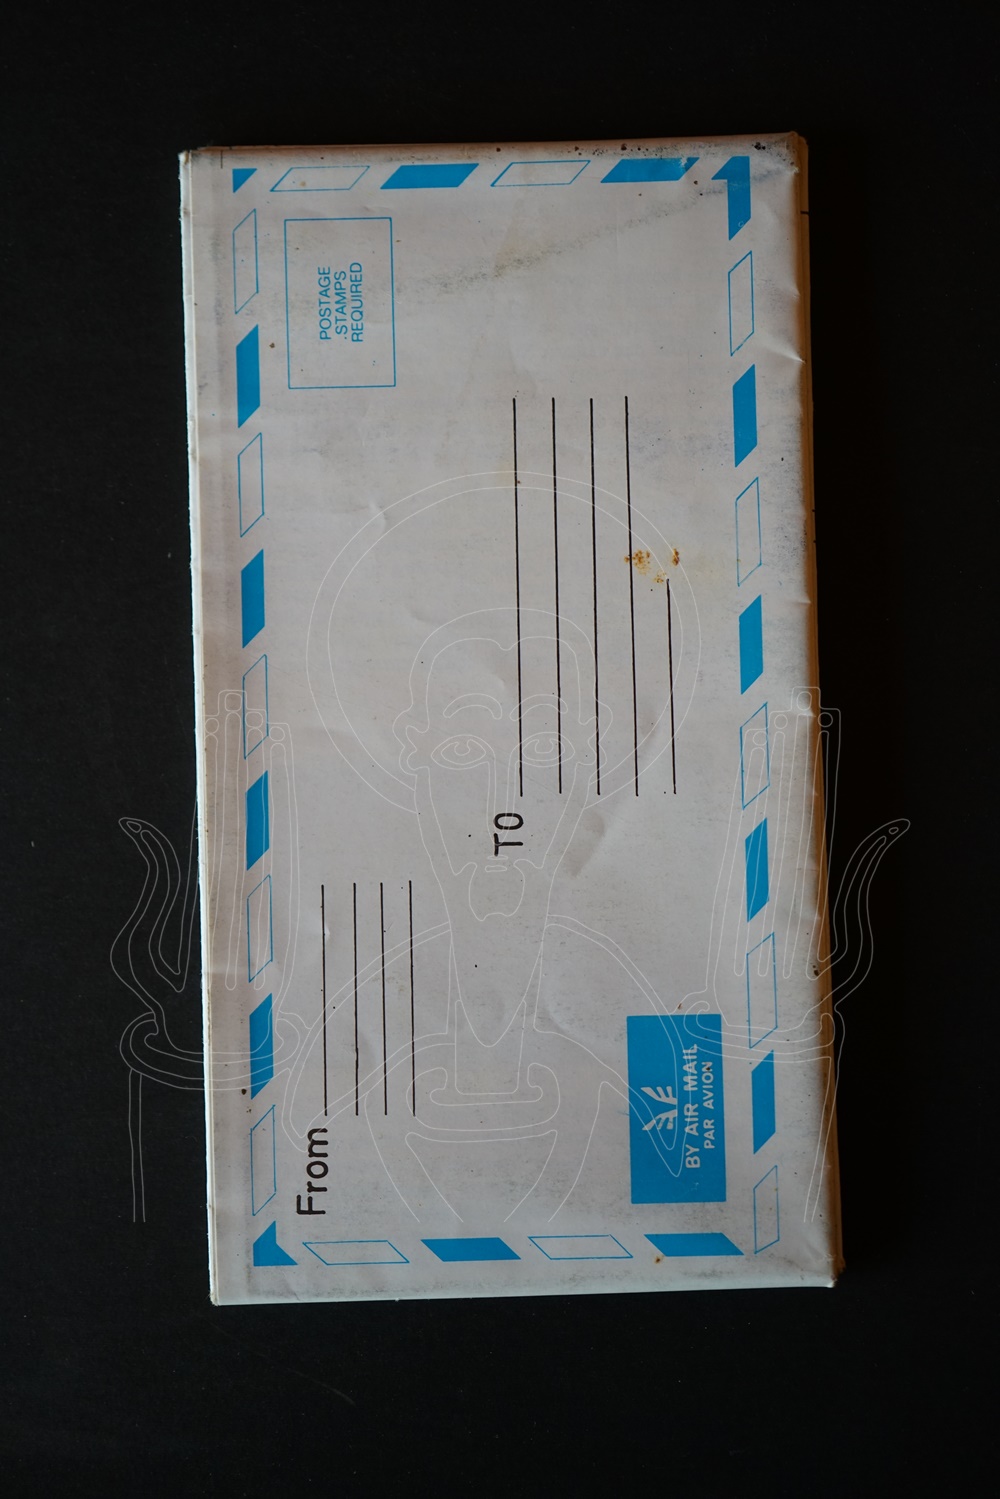 POSTAGE
.STAMPS
REQUIRED
From
TO
BY AIR MAIL
PAR AVION